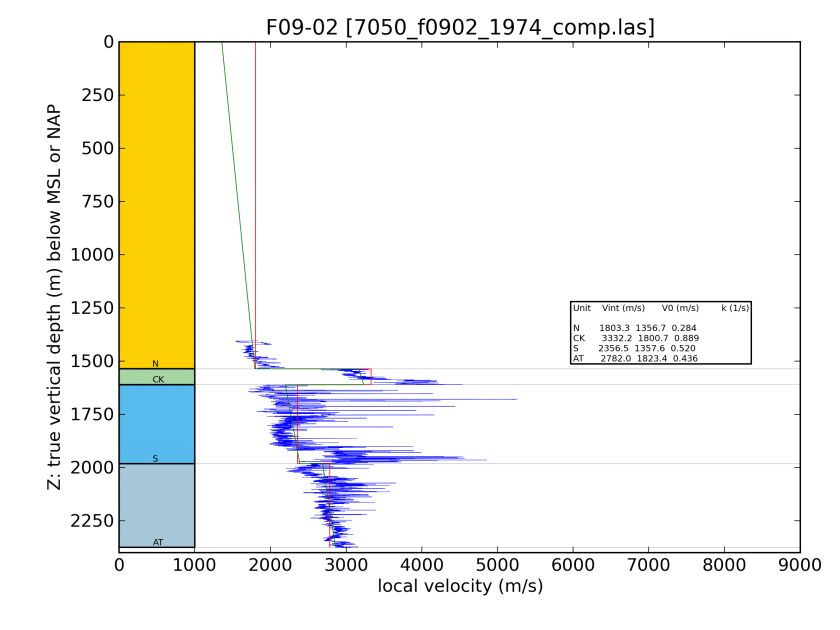 F09-02 [7050_f0902_1974_comp.las]
0
250
500
750
1000
1250
1500
1750
2000
2250
Z: true vertical depth (m) below MSL or NAP
N
CK
S
AT
Unit Vint (m/s) V0 (m/s) k (1/s)
N 1803.3 1356.7 0.284
CK 3332.2 1800.7 0.889
S 2356.5 1357.6 0.520
AT 2782.0 1823.4 0.436
0 1000 2000 3000 4000 5000 6000 7000 8000 9000
local velocity (m/s)